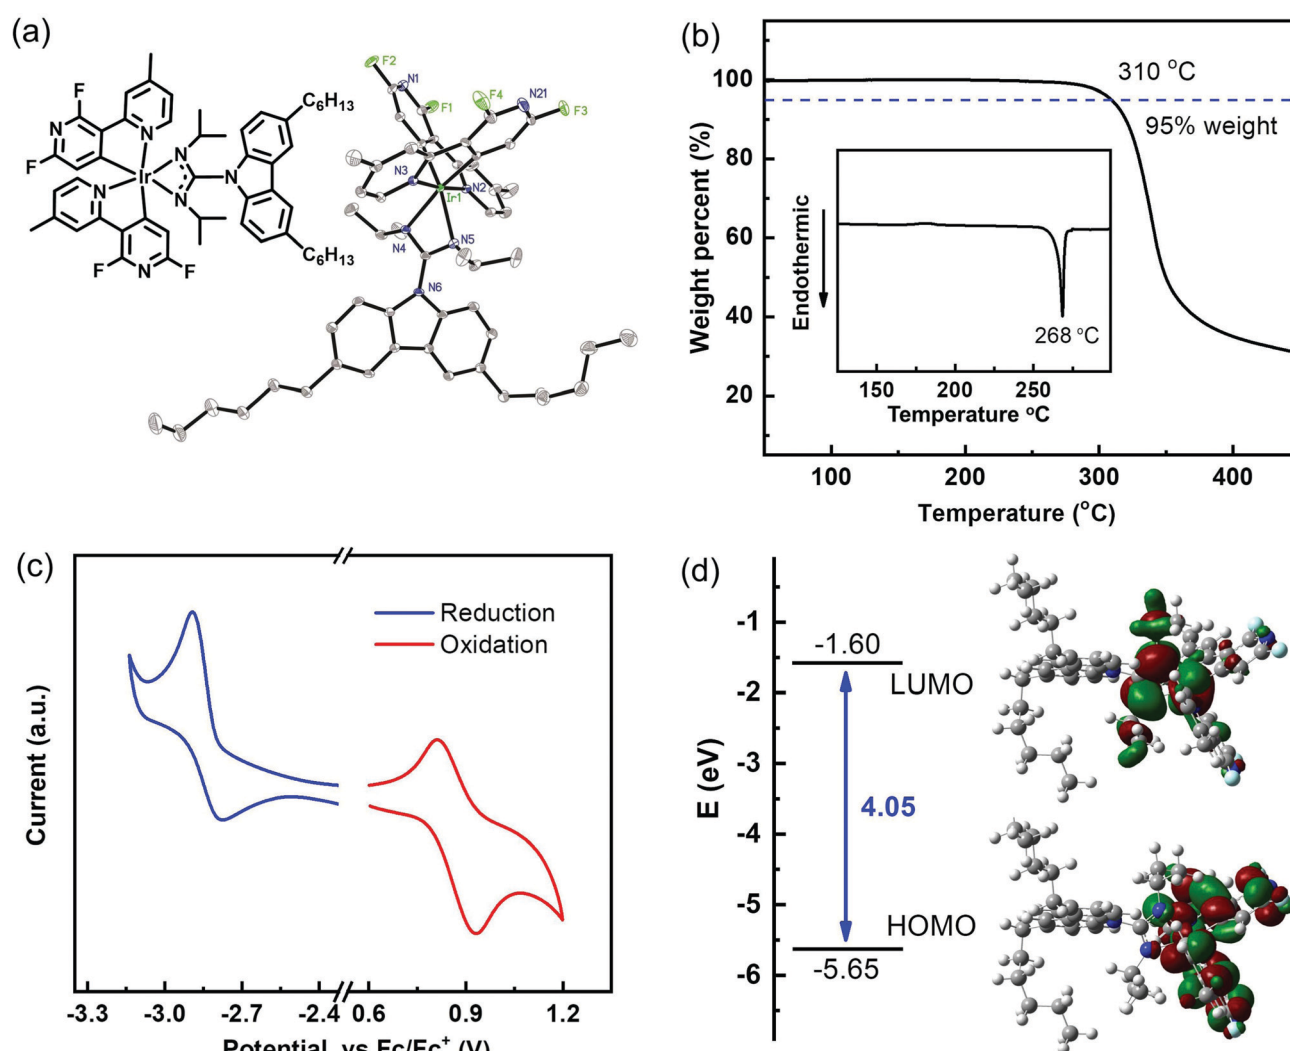 (a)
F
N
N
F
Ir
N
N
N
C6H13
C6H13
N
F
N
F
F2
N1
F1
F4
N21
F3
N3
Ir1
N2
N4
N5
N6
(b)
Weight percent (%)
100
80
60
40
20
310 °C
95% weight
Endothermic
268 °C
150 200 250
Temperature °C
100 200 300 400
Temperature (°C)
(c)
Current (a.u.)
Reduction
Oxidation
-3.3 -3.0 -2.7 -2.4 0.6 0.9 1.2
Potential, vs Fc/Fc+ (V)
(d)
E (eV)
-1
-2
-3
-4
-5
-6
-1.60
LUMO
4.05
HOMO
-5.65